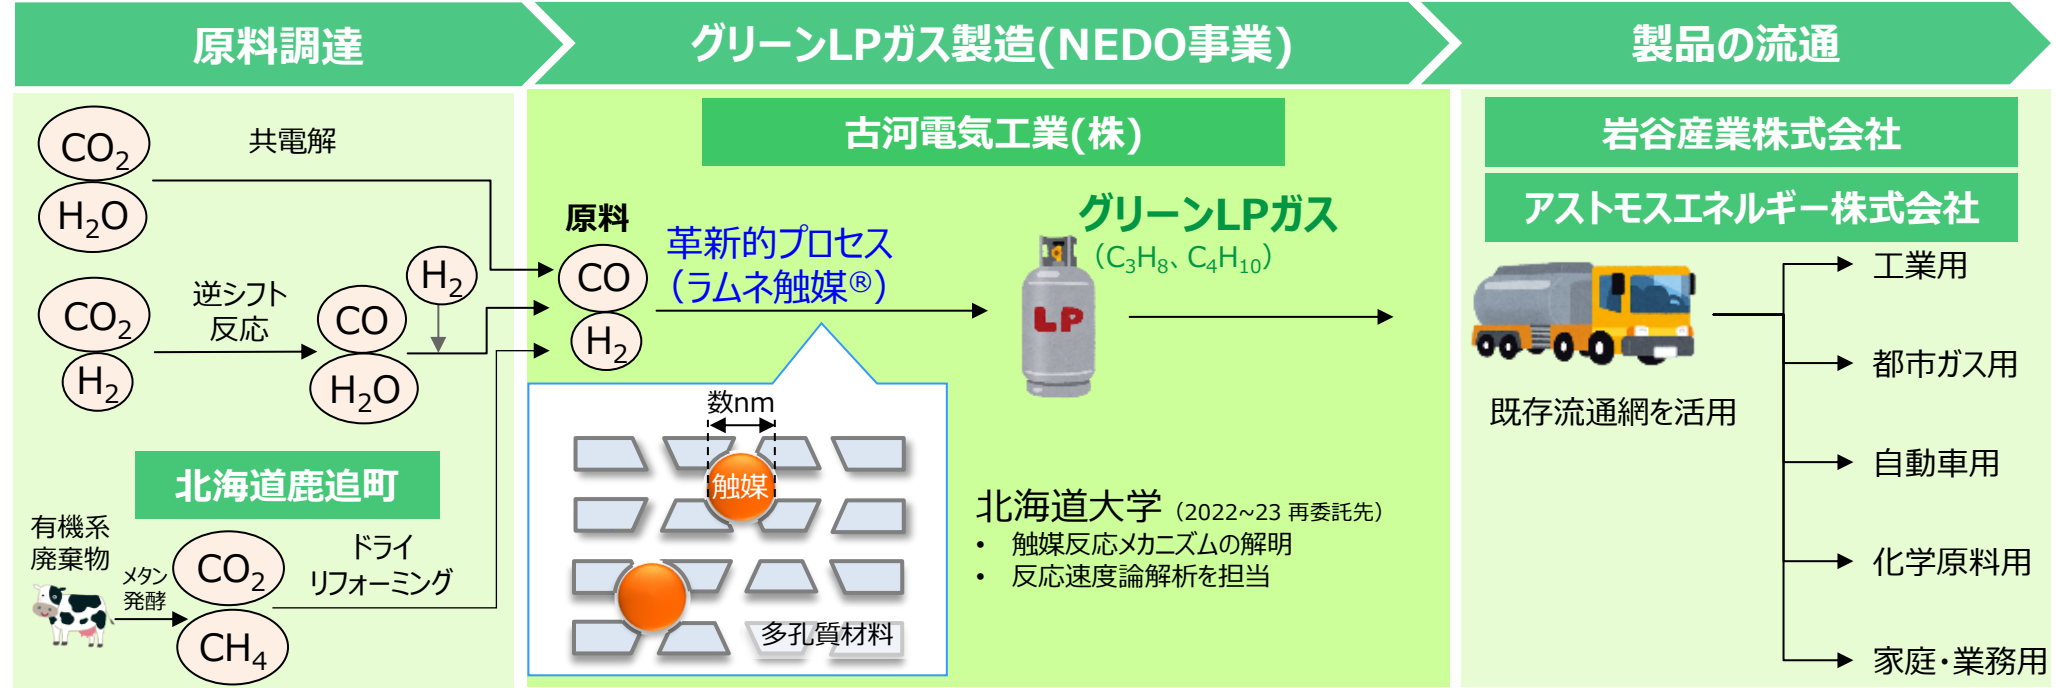 原料調達
グリーンLPガス製造(NEDO事業)
製品の流通
CO2
H2O
共電解
CO2
H2
逆シフト
反応
CO
H2O
H2
北海道鹿追町
有機系
廃棄物
メタン
発酵
CO2
CH4
ドライ
リフォーミング
古河電気工業(株)
原料
CO
H2
革新的プロセス
(ラムネ触媒®)
グリーンLPガス
(C3H8、C4H10)
LP
数nm
触媒
多孔質材料
北海道大学 (2022~23 再委託先)
• 触媒反応メカニズムの解明
• 反応速度論解析を担当
岩谷産業株式会社
アストモスエネルギー株式会社
既存流通網を活用
工業用
都市ガス用
自動車用
化学原料用
家庭・業務用